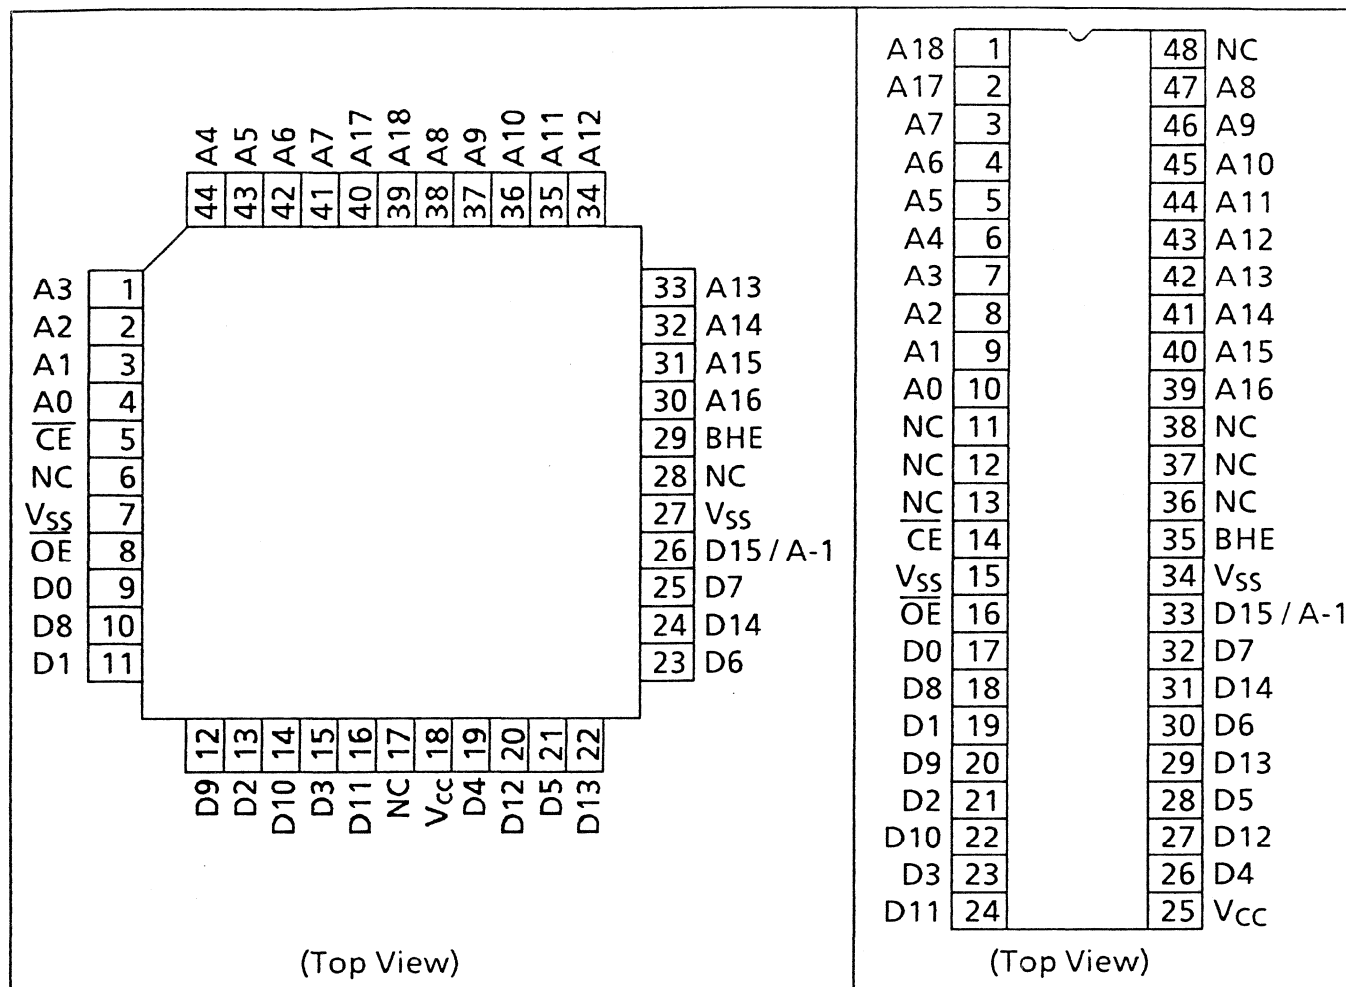 A4 A5 A6 A7 A17 A18 A8 A9 A10 A11 A12
44 43 42 41 40 39 38 37 36 35 34
A3 1
A2 2
A1 3
A0 4
CE 5
NC 6
VSS 7
OE 8
D0 9
D8 10
D1 11
33 A13
32 A14
31 A15
30 A16
29 BHE
28 NC
27 VSS
26 D15 / A-1
25 D7
24 D14
23 D6
12 13 14 15 16 17 18 19 20 21 22
D9 D2 D10 D3 D11 NC Vcc D4 D12 D5 D13
(Top View)
A18 1 48 NC
A17 2 47 A8
A7 3 46 A9
A6 4 45 A10
A5 5 44 A11
A4 6 43 A12
A3 7 42 A13
A2 8 41 A14
A1 9 40 A15
A0 10 39 A16
NC 11 38 NC
NC 12 37 NC
NC 13 36 NC
CE 14 35 BHE
VSS 15 34 VSS
OE 16 33 D15 / A-1
D0 17 32 D7
D8 18 31 D14
D1 19 30 D6
D9 20 29 D13
D2 21 28 D5
D10 22 27 D12
D3 23 26 D4
D11 24 25 VCC
(Top View)